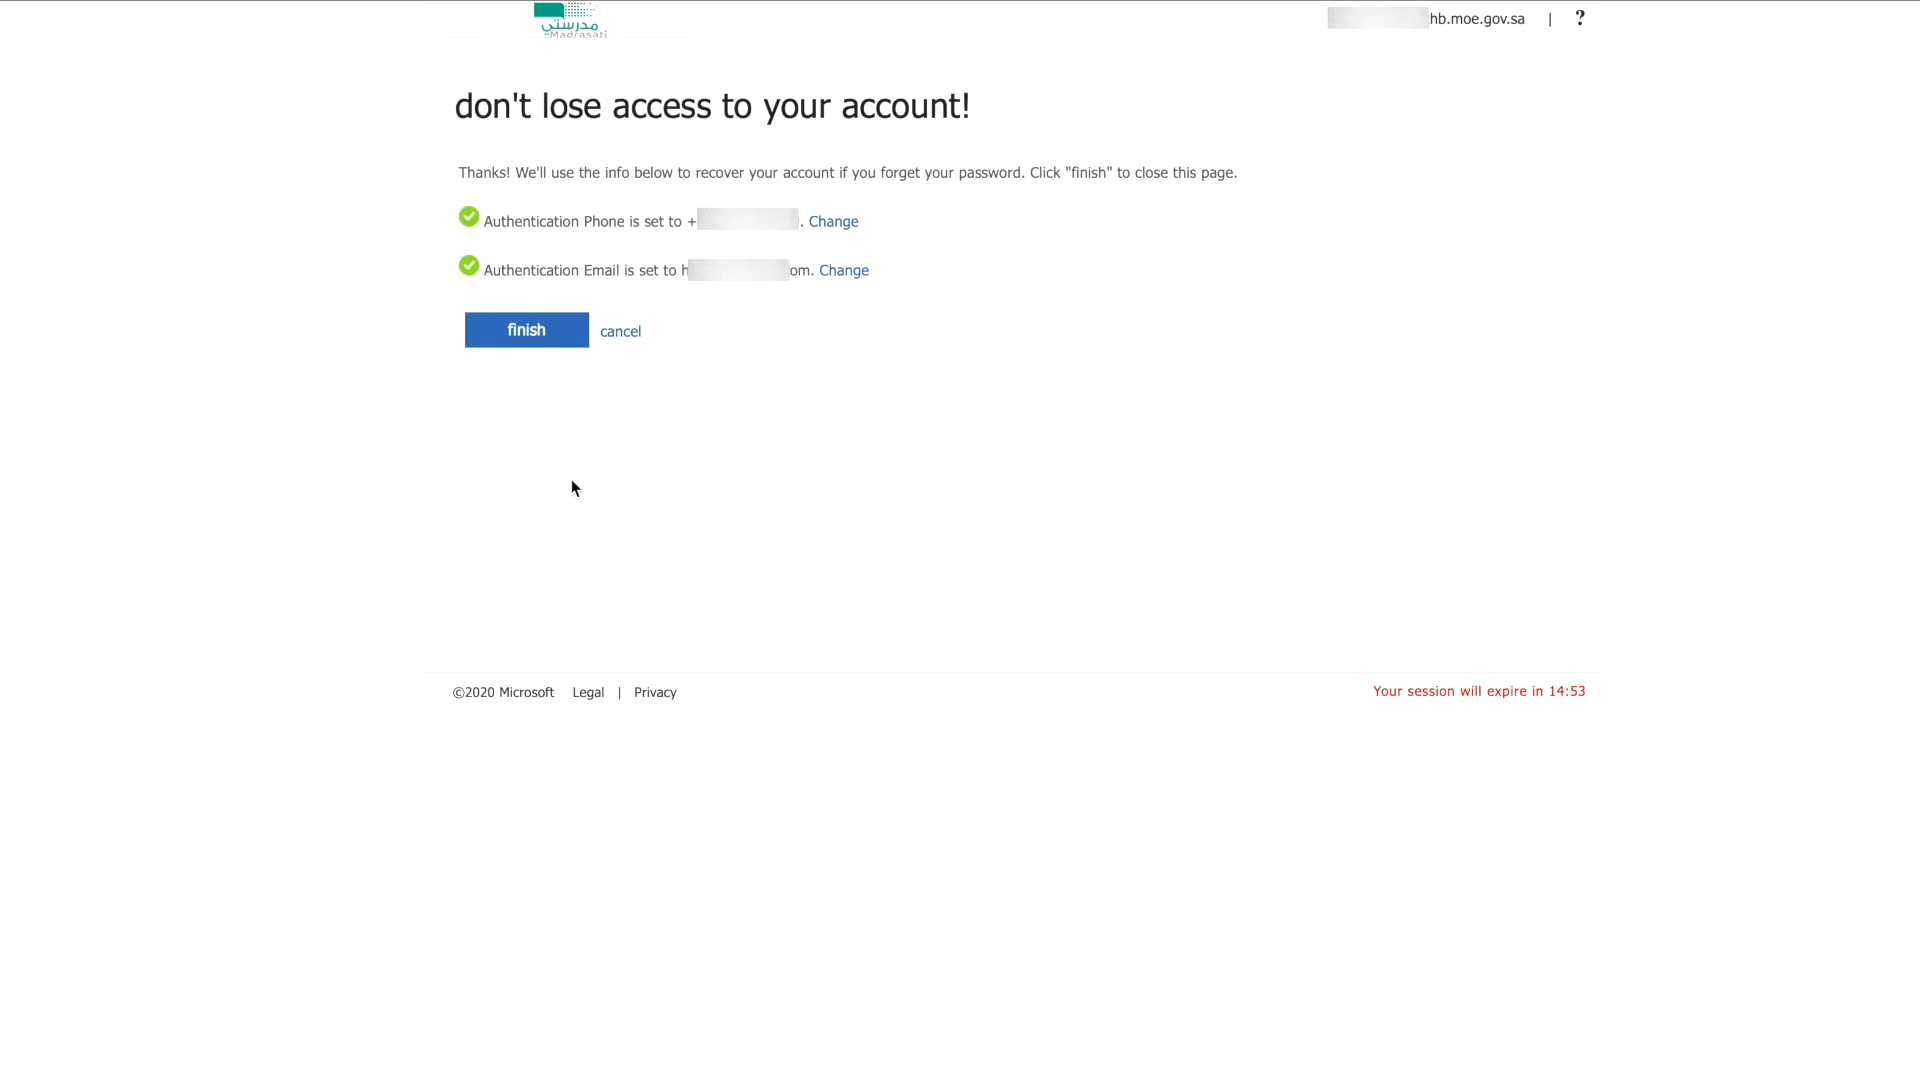 مدرستي
Madrasati
hb.moe.gov.sa | ?
don't lose access to your account!
Thanks! We'll use the info below to recover your account if you forget your password. Click "finish" to close this page.
Authentication Phone is set to + . Change
Authentication Email is set to h om. Change
finish cancel
©2020 Microsoft Legal | Privacy
Your session will expire in 14:53